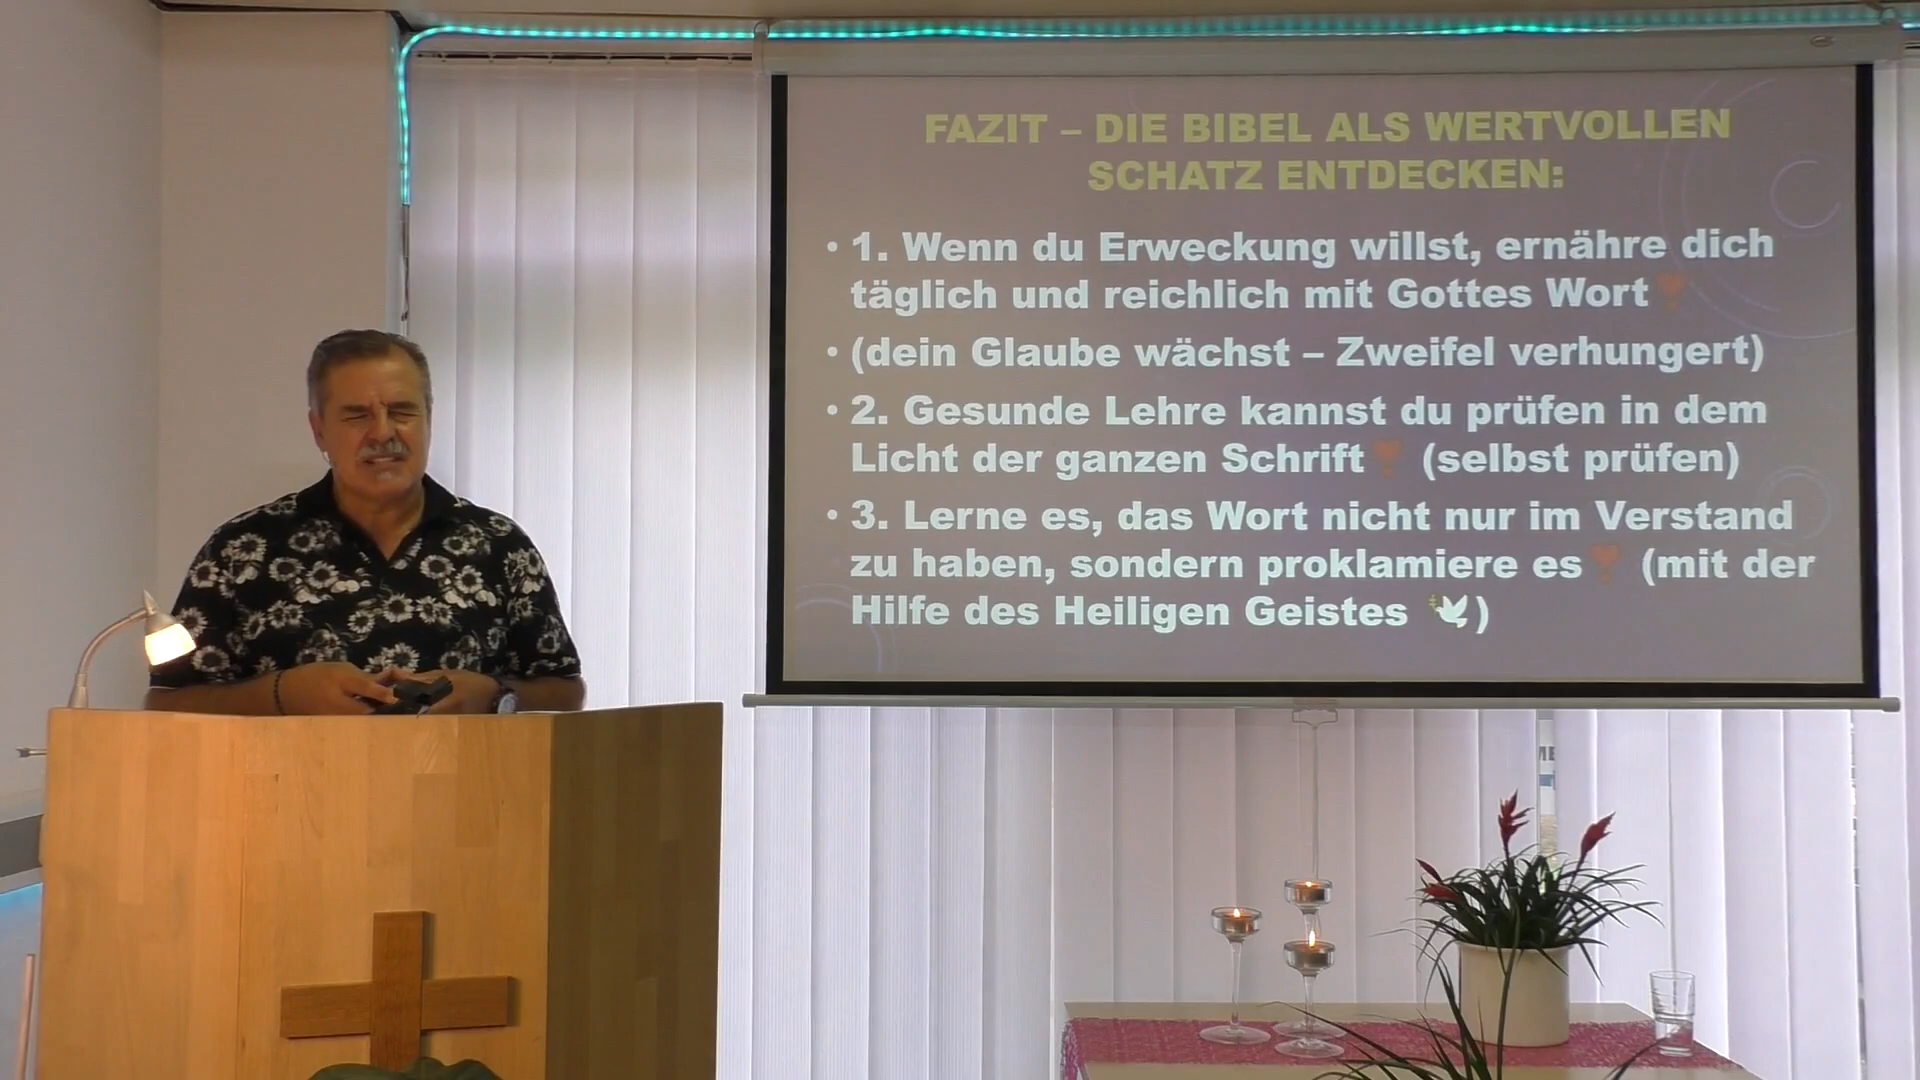 FAZIT – DIE BIBEL ALS WERTVOLLEN
SCHATZ ENTDECKEN:
• 1. Wenn du Erweckung willst, ernähre dich
täglich und reichlich mit Gottes Wort❣
• (dein Glaube wächst – Zweifel verhungert)
• 2. Gesunde Lehre kannst du prüfen in dem
Licht der ganzen Schrift❣ (selbst prüfen)
• 3. Lerne es, das Wort nicht nur im Verstand
zu haben, sondern proklamiere es❣ (mit der
Hilfe des Heiligen Geistes 🕊)